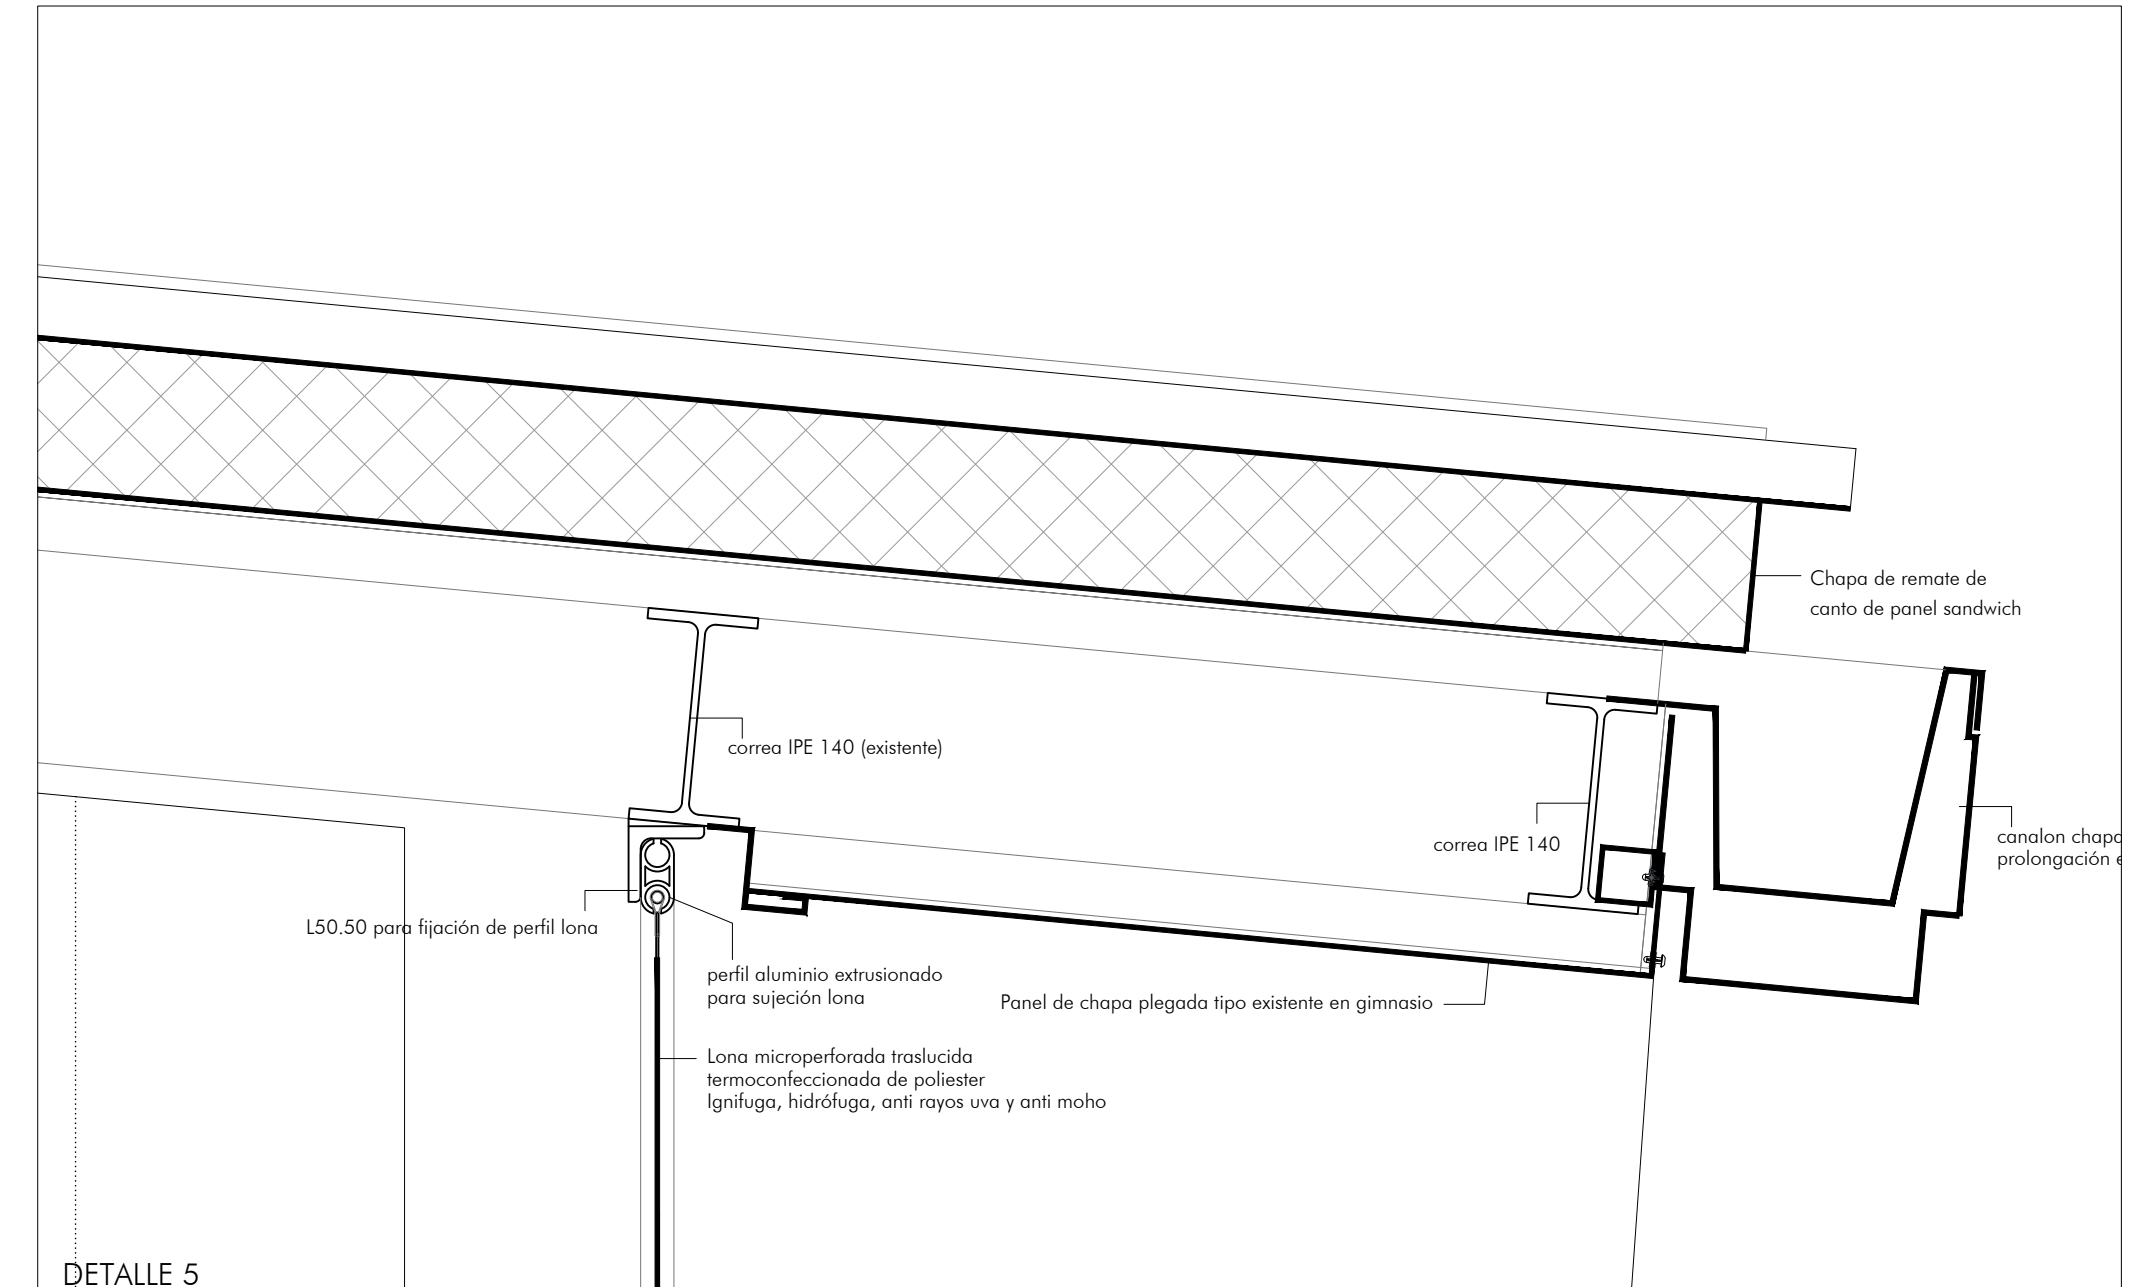 Chapa de remate de
canto de panel sandwich
correa IPE 140 (existente)
correa IPE 140
canalon chapa
prolongación e
L50.50 para fijación de perfil lona
perfil aluminio extrusionado
para sujeción lona
Panel de chapa plegada tipo existente en gimnasio
Lona microperforada traslucida
termoconfeccionada de poliester
Ignifuga, hidrófuga, anti rayos uva y anti moho
DETALLE 5